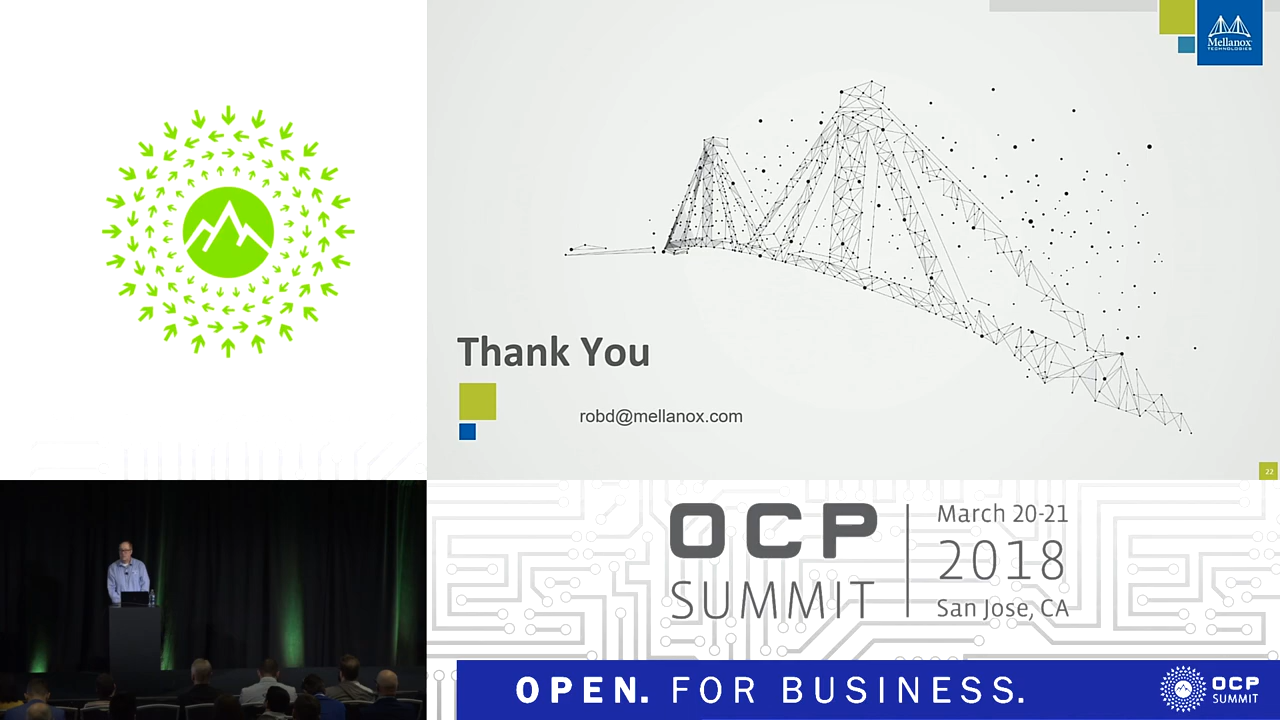 Mellanox
TECHNOLOGIES
Thank You
robd@mellanox.com
22
OCP
SUMMIT
March 20-21
2018
San Jose, CA
OPEN. FOR BUSINESS.
OCP
SUMMIT